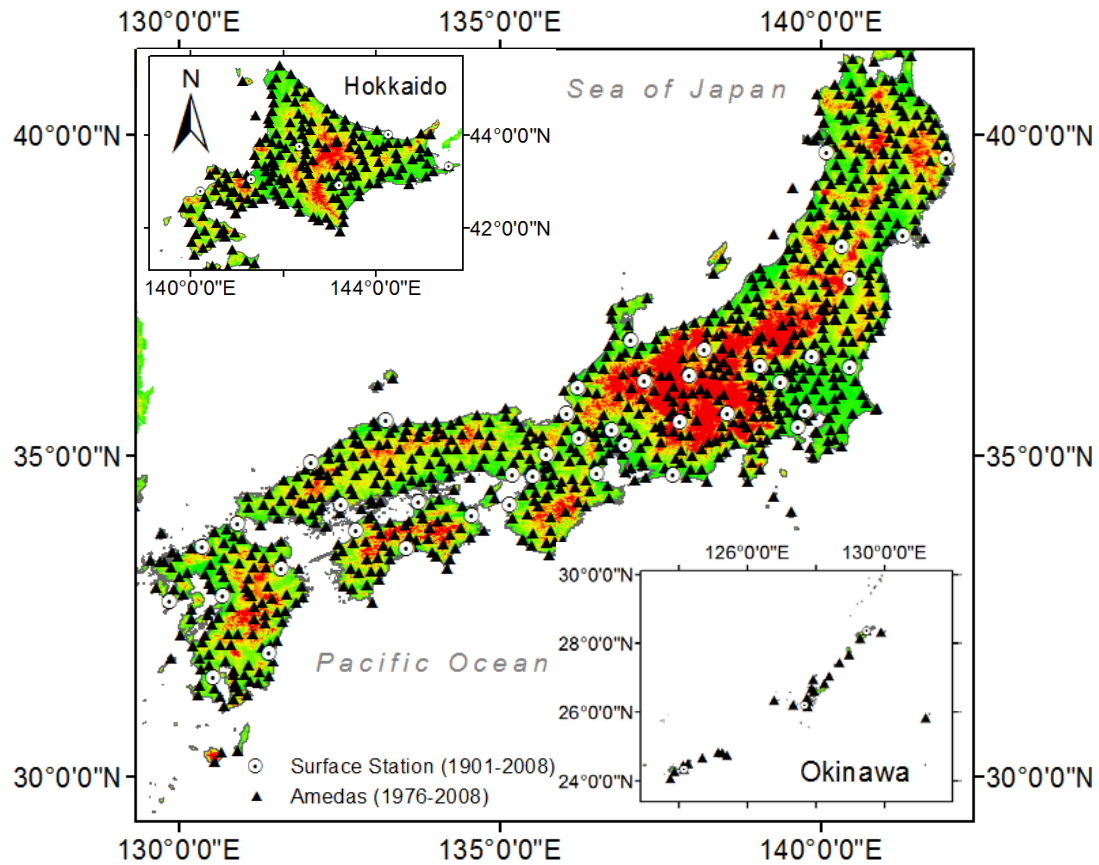 130°0'0"E 135°0'0"E 140°0'0"E
N
Hokkaido
Sea of Japan
40°0'0"N
44°0'0"N
40°0'0"N
42°0'0"N
140°0'0"E 144°0'0"E
35°0'0"N
35°0'0"N
126°0'0"E 130°0'0"E
30°0'0"N
28°0'0"N
Pacific Ocean
26°0'0"N
Surface Station (1901-2008)
Okinawa
24°0'0"N
30°0'0"N
30°0'0"N
Amedas (1976-2008)
130°0'0"E 135°0'0"E 140°0'0"E